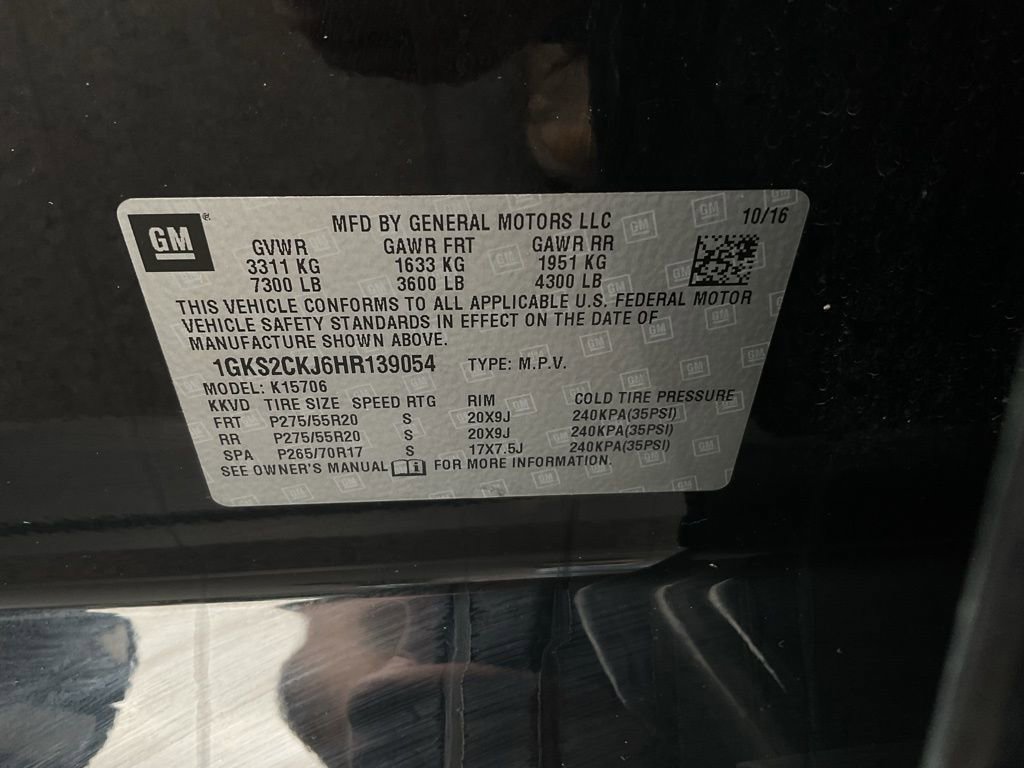 GM ®
MFD BY GENERAL MOTORS LLC 10/16
GVWR GAWR FRT GAWR RR
3311 KG 1633 KG 1951 KG
7300 LB 3600 LB 4300 LB
THIS VEHICLE CONFORMS TO ALL APPLICABLE U.S. FEDERAL MOTOR
VEHICLE SAFETY STANDARDS IN EFFECT ON THE DATE OF
MANUFACTURE SHOWN ABOVE.
1GKS2CKJ6HR139054 TYPE: M.P.V.
MODEL: K15706
KKVD TIRE SIZE SPEED RTG RIM COLD TIRE PRESSURE
FRT P275/55R20 S 20X9J 240KPA(35PSI)
RR P275/55R20 S 20X9J 240KPA(35PSI)
SPA P265/70R17 S 17X7.5J 240KPA(35PSI)
SEE OWNER'S MANUAL FOR MORE INFORMATION.